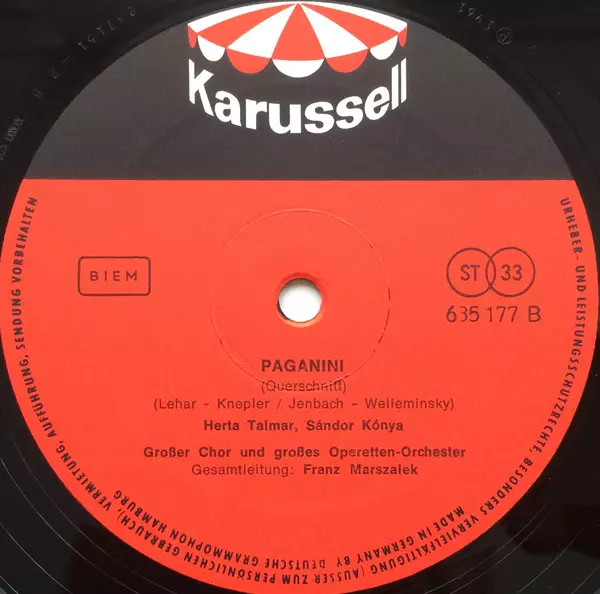 Karussell
BIEM
ST 33
635 177 B
PAGANINI
(Querschnitt)
(Lehar - Knepler / Jenbach - Welleminsky)
Herta Talmar, Sándor Kónya
Großer Chor und großes Operetten-Orchester
Gesamtleitung: Franz Marszalek
URHEBER- UND LEISTUNGSSCHUTZRECHTE, BESONDERS VERVIELFÄLTIGUNG (AUSSER ZUM PERSÖNLICHEN GEBRAUCH), VERMIETUNG, AUFFÜHRUNG, SENDUNG VORBEHALTEN
MADE IN GERMANY BY DEUTSCHE GRAMMOPHON HAMBURG
Ⓟ 1961